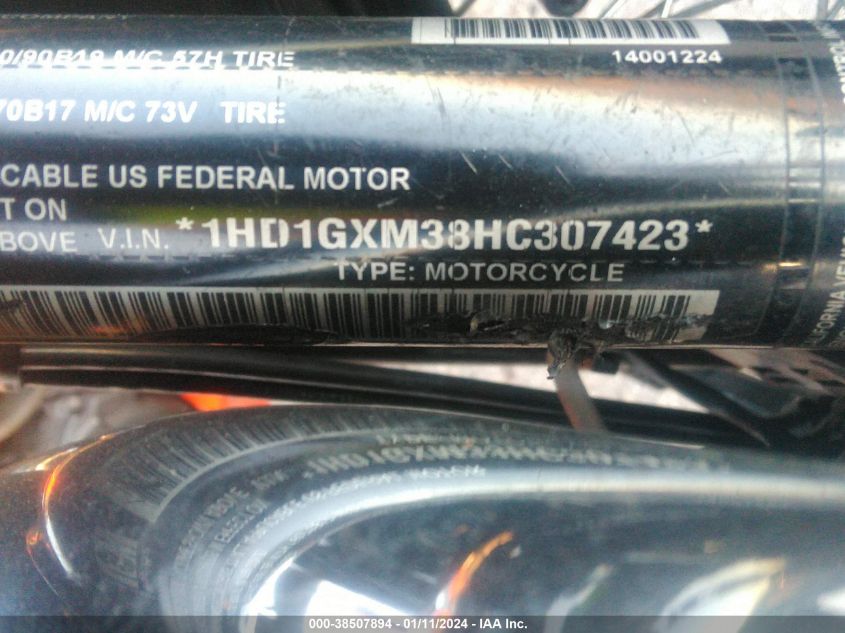 COMPANY
0/90B19 M/C 57H TIRE
14001224
70B17 M/C 73V TIRE
CABLE US FEDERAL MOTOR
T ON
BOVE V.I.N. *1HD1GXM38HC307423*
TYPE: MOTORCYCLE
000-38507894 - 01/11/2024 - IAA Inc.